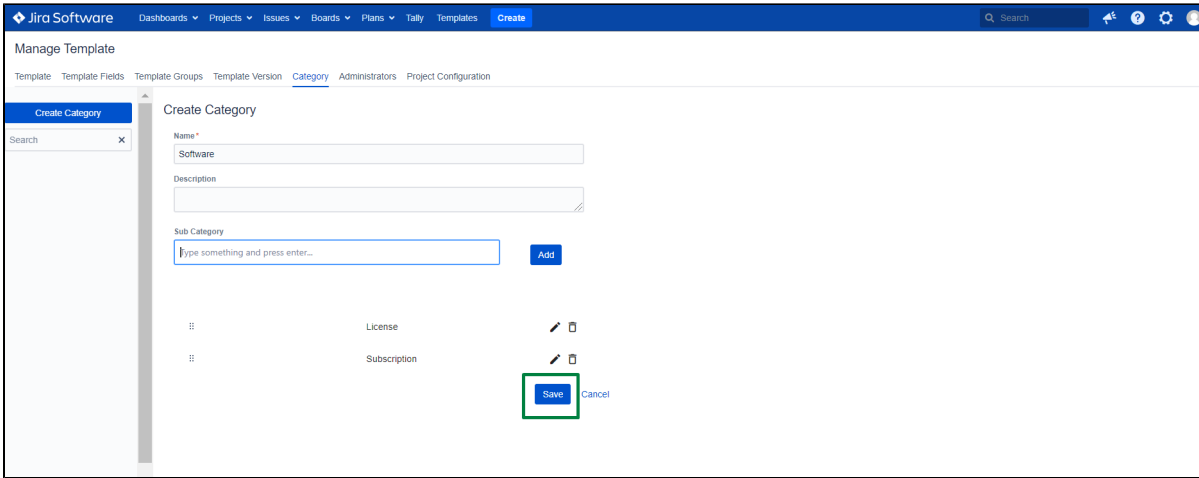 Jira Software Dashboards Projects Issues Boards Plans Tally Templates Create Search
Manage Template
Template Template Fields Template Groups Template Version Category Administrators Project Configuration
Create Category
Search
Create Category
Name*
Software
Description
Sub Category
Type something and press enter...
Add
License
Subscription
Save Cancel